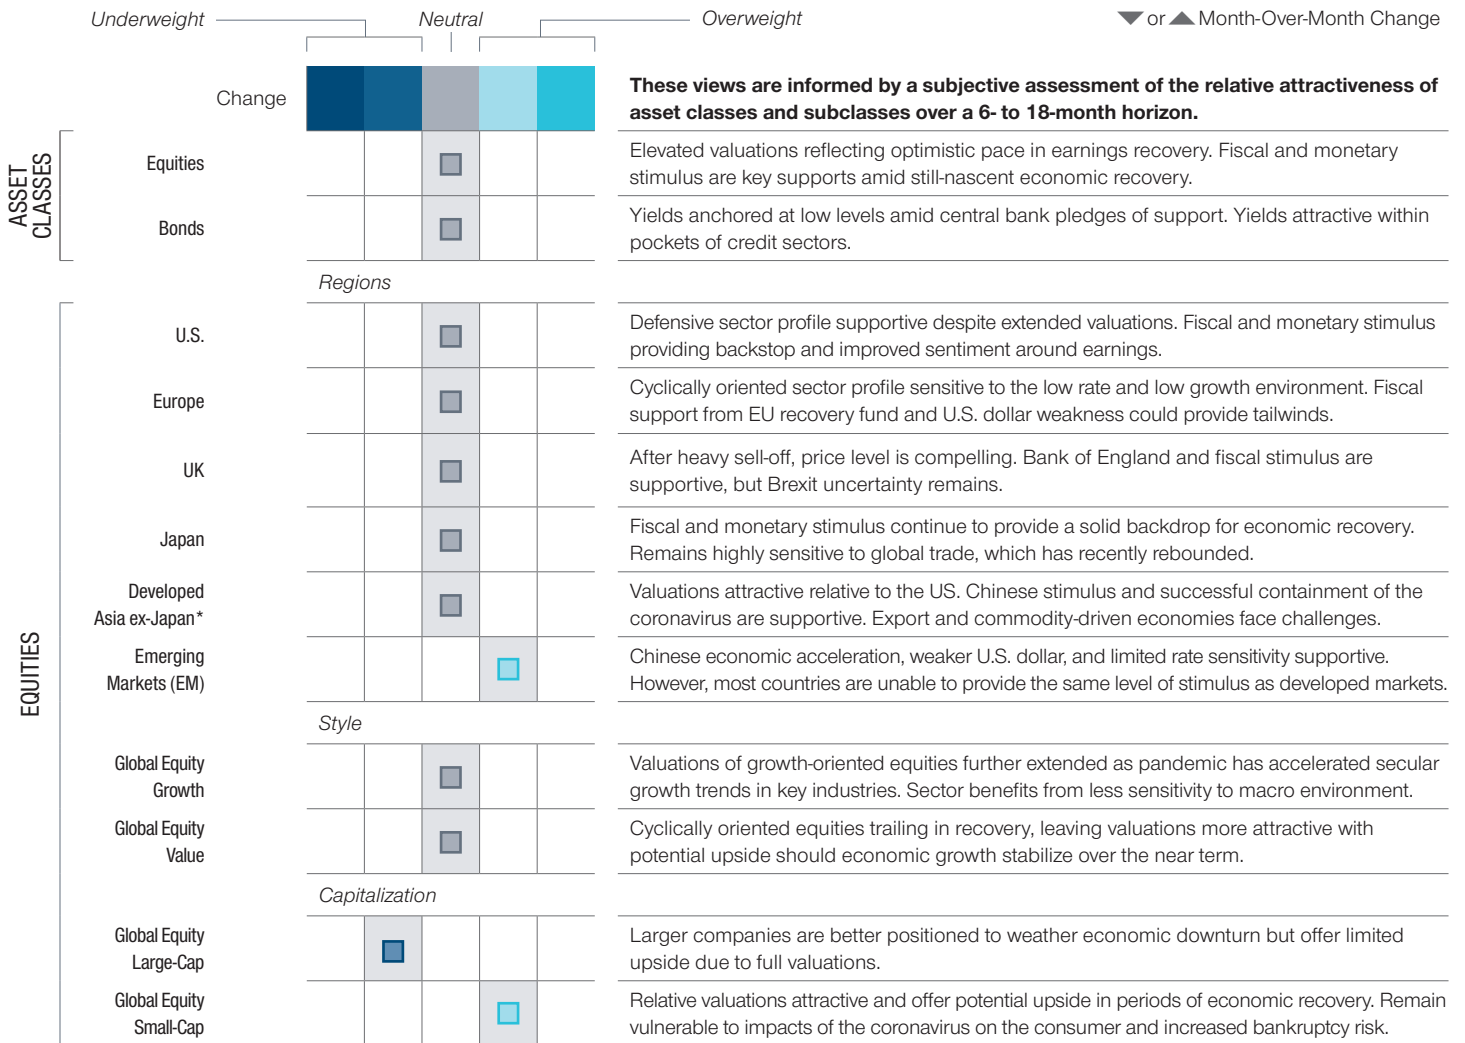 Underweight
Neutral
Overweight
▼ or ▲ Month-Over-Month Change
Change
These views are informed by a subjective assessment of the relative attractiveness of
asset classes and subclasses over a 6- to 18-month horizon.
ASSET
CLASSES
Equities
Elevated valuations reflecting optimistic pace in earnings recovery. Fiscal and monetary
stimulus are key supports amid still-nascent economic recovery.
Bonds
Yields anchored at low levels amid central bank pledges of support. Yields attractive within
pockets of credit sectors.
Regions
EQUITIES
U.S.
Defensive sector profile supportive despite extended valuations. Fiscal and monetary stimulus
providing backstop and improved sentiment around earnings.
Europe
Cyclically oriented sector profile sensitive to the low rate and low growth environment. Fiscal
support from EU recovery fund and U.S. dollar weakness could provide tailwinds.
UK
After heavy sell-off, price level is compelling. Bank of England and fiscal stimulus are
supportive, but Brexit uncertainty remains.
Japan
Fiscal and monetary stimulus continue to provide a solid backdrop for economic recovery.
Remains highly sensitive to global trade, which has recently rebounded.
Developed
Asia ex-Japan*
Valuations attractive relative to the US. Chinese stimulus and successful containment of the
coronavirus are supportive. Export and commodity-driven economies face challenges.
Emerging
Markets (EM)
Chinese economic acceleration, weaker U.S. dollar, and limited rate sensitivity supportive.
However, most countries are unable to provide the same level of stimulus as developed markets.
Style
Global Equity
Growth
Valuations of growth-oriented equities further extended as pandemic has accelerated secular
growth trends in key industries. Sector benefits from less sensitivity to macro environment.
Global Equity
Value
Cyclically oriented equities trailing in recovery, leaving valuations more attractive with
potential upside should economic growth stabilize over the near term.
Capitalization
Global Equity
Large-Cap
Larger companies are better positioned to weather economic downturn but offer limited
upside due to full valuations.
Global Equity
Small-Cap
Relative valuations attractive and offer potential upside in periods of economic recovery. Remain
vulnerable to impacts of the coronavirus on the consumer and increased bankruptcy risk.